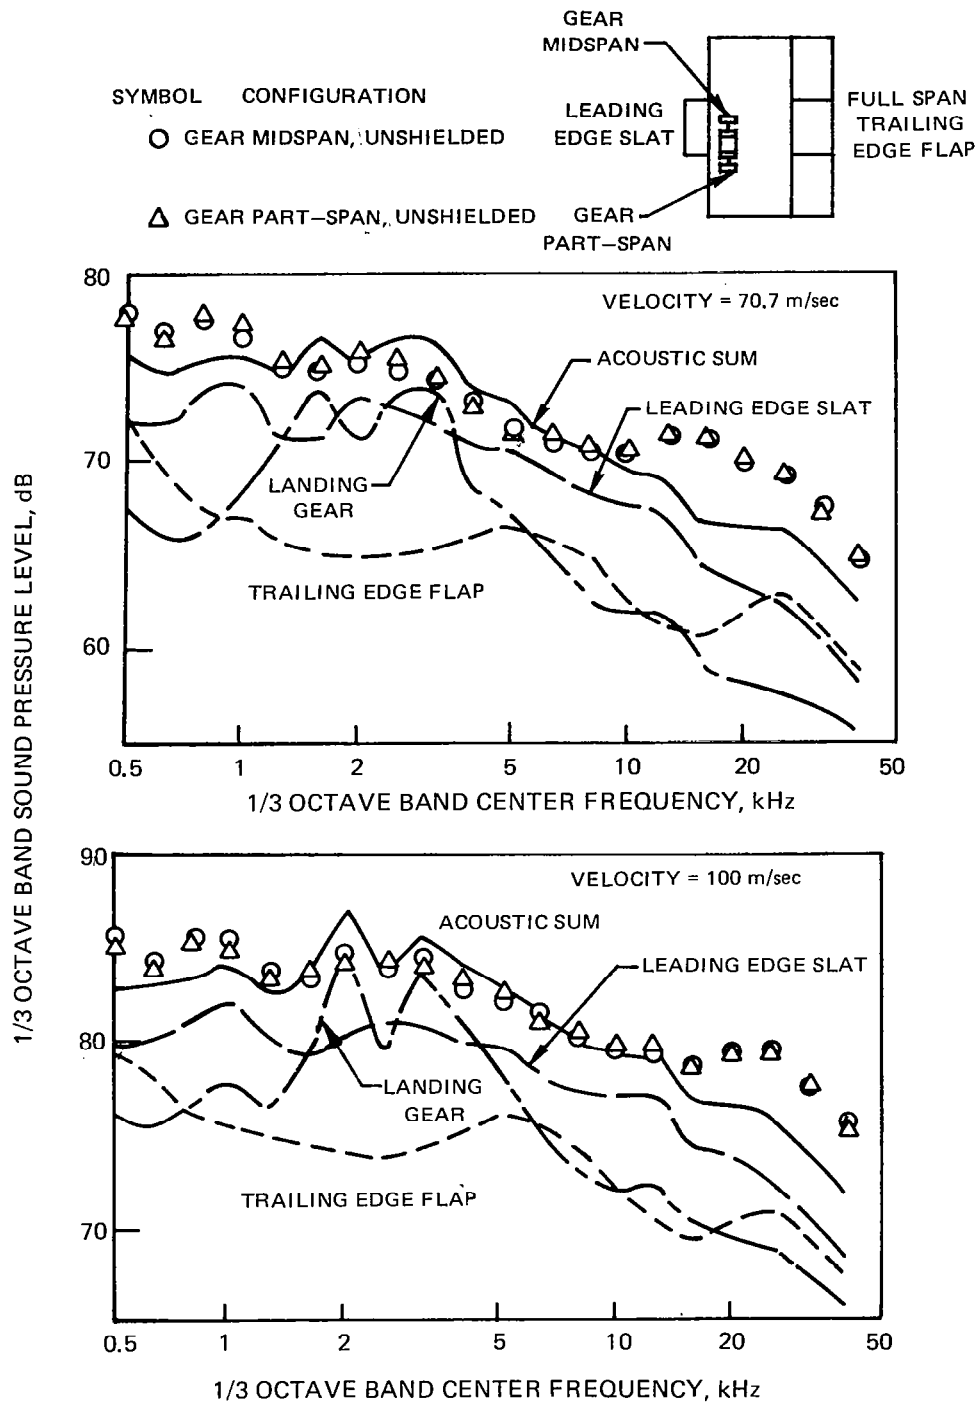 GEAR
MIDSPAN
SYMBOL CONFIGURATION
LEADING
EDGE SLAT
FULL SPAN
TRAILING
EDGE FLAP
GEAR MIDSPAN, UNSHIELDED
GEAR PART–SPAN, UNSHIELDED
GEAR
PART–SPAN
1/3 OCTAVE BAND SOUND PRESSURE LEVEL, dB
80
VELOCITY = 70.7 m/sec
ACOUSTIC SUM
LEADING EDGE SLAT
70
LANDING
GEAR
TRAILING EDGE FLAP
60
0.5 1 2 5 10 20 50
1/3 OCTAVE BAND CENTER FREQUENCY, kHz
90
VELOCITY = 100 m/sec
ACOUSTIC SUM
LEADING EDGE SLAT
80
LANDING
GEAR
TRAILING EDGE FLAP
70
0.5 1 2 5 10 20 50
1/3 OCTAVE BAND CENTER FREQUENCY, kHz